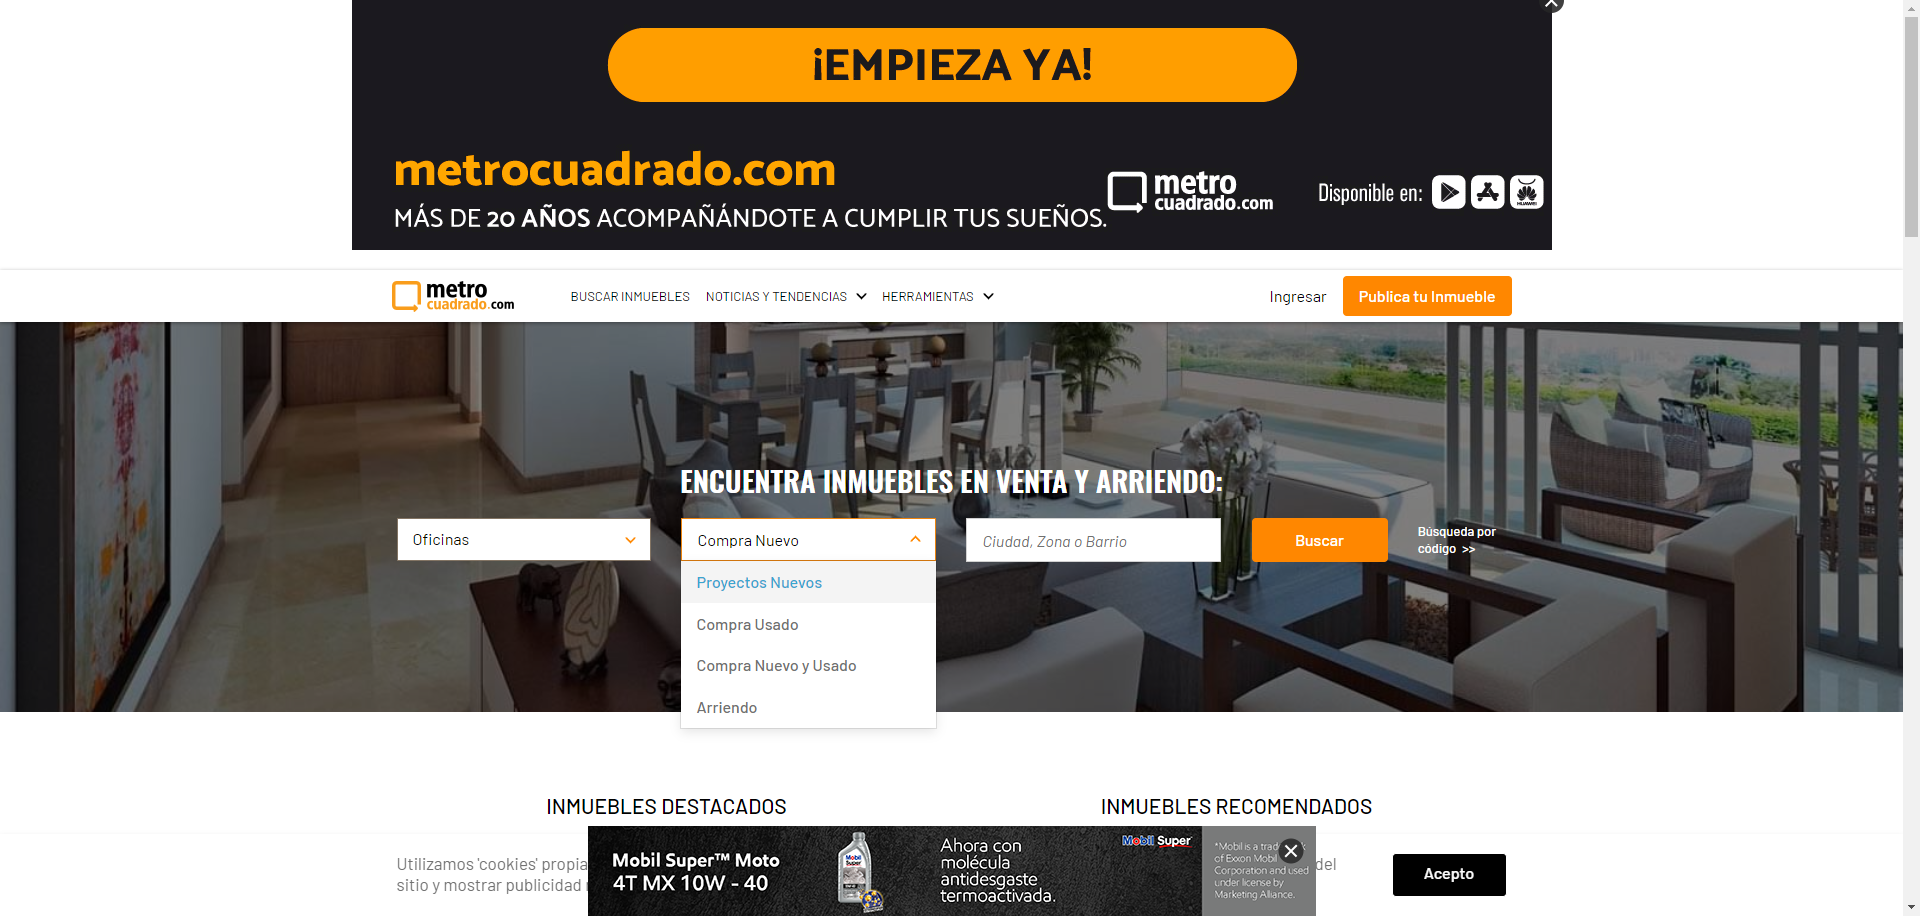 ¡EMPIEZA YA!
metrocuadrado.com
MÁS DE 20 AÑOS ACOMPAÑÁNDOTE A CUMPLIR TUS SUEÑOS.
metro
cuadrado.com
Disponible en:
HUAWEI
metro
cuadrado.com
BUSCAR INMUEBLES
NOTICIAS Y TENDENCIAS
HERRAMIENTAS
Ingresar
Publica tu Inmueble
ENCUENTRA INMUEBLES EN VENTA Y ARRIENDO:
Oficinas
Compra Nuevo
Ciudad, Zona o Barrio
Buscar
Búsqueda por
código >>
Proyectos Nuevos
Compra Usado
Compra Nuevo y Usado
Arriendo
INMUEBLES DESTACADOS
INMUEBLES RECOMENDADOS
Utilizamos 'cookies' propia
del
sitio y mostrar publicidad
Mobil Super™ Moto
4T MX 10W - 40
Mobil
Super
Ahora con
molécula
antidesgaste
termoactivada.
Mobil Super
*Mobil is a
of Exxon Mobil
Corporation and used
under license by
Marketing Alliance.
Acepto